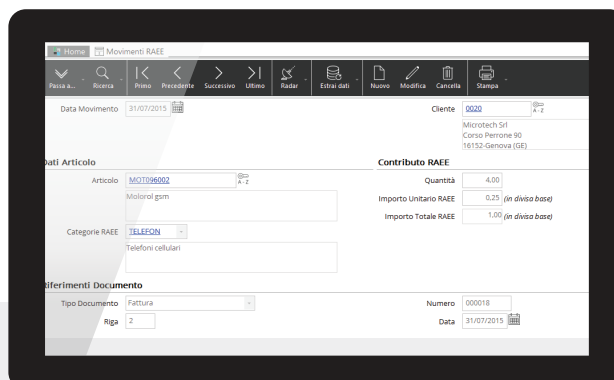 Home Movimenti RAEE
Passa a... Ricerca Primo Precedente Successivo Ultimo Radar Estrai dati Nuovo Modifica Cancella Stampa
Data Movimento 31/07/2015 Cliente 0020 A-Z
Microtech Srl
Corso Perrone 90
16152-Genova (GE)
Dati Articolo Contributo RAEE
Articolo MOT096002 A-Z Quantità 4,00
Molorol gsm Importo Unitario RAEE 0,25 (in divisa base)
Importo Totale RAEE 1,00 (in divisa base)
Categorie RAEE TELEFON
Telefoni cellulari
Riferimenti Documento
Tipo Documento Fattura Numero 000018
Riga 2 Data 31/07/2015